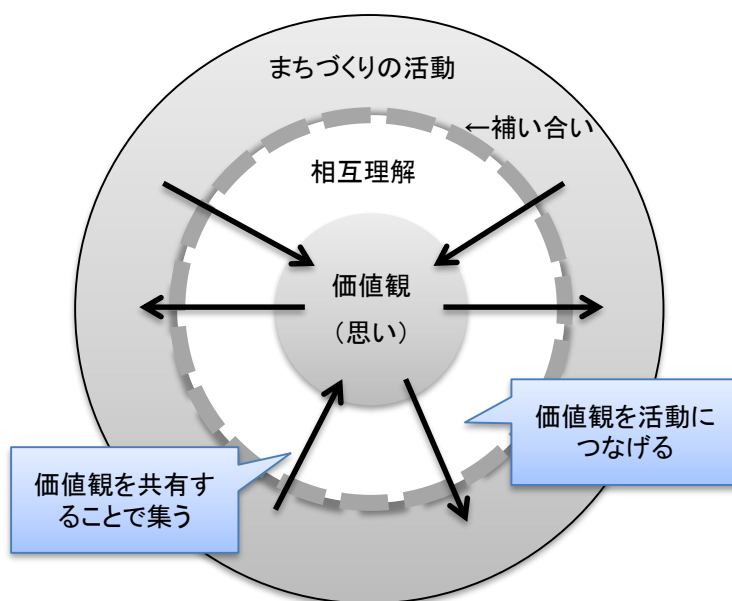 まちづくりの活動
←補い合い
相互理解
価値観
（思い）
価値観を活動に
つなげる
価値観を共有す
ることで集う